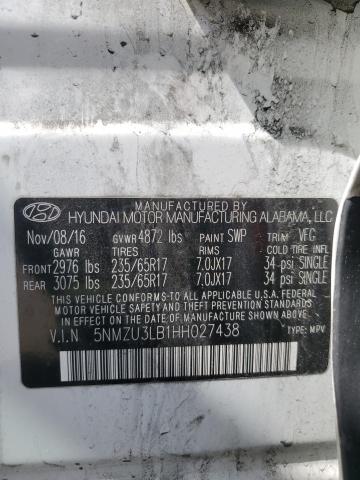 MANUFACTURED BY
HYUNDAI MOTOR MANUFACTURING ALABAMA, LLC
Nov/08/16 GVWR 4872 lbs PAINT SWP TRIM VFG
GAWR TIRES RIMS COLD TIRE INFL
FRONT 2976 lbs 235/65R17 7.0JX17 34 psi SINGLE
REAR 3075 lbs 235/65R17 7.0JX17 34 psi SINGLE
THIS VEHICLE CONFORMS TO ALL APPLICABLE FEDERAL
MOTOR VEHICLE SAFETY AND THEFT PREVENTION
STANDARDS IN EFFECT ON THE DATE OF MANUFACTURE
SHOWN ABOVE.
V.I.N 5NMZU3LB1HH027438 TYPE: MPV